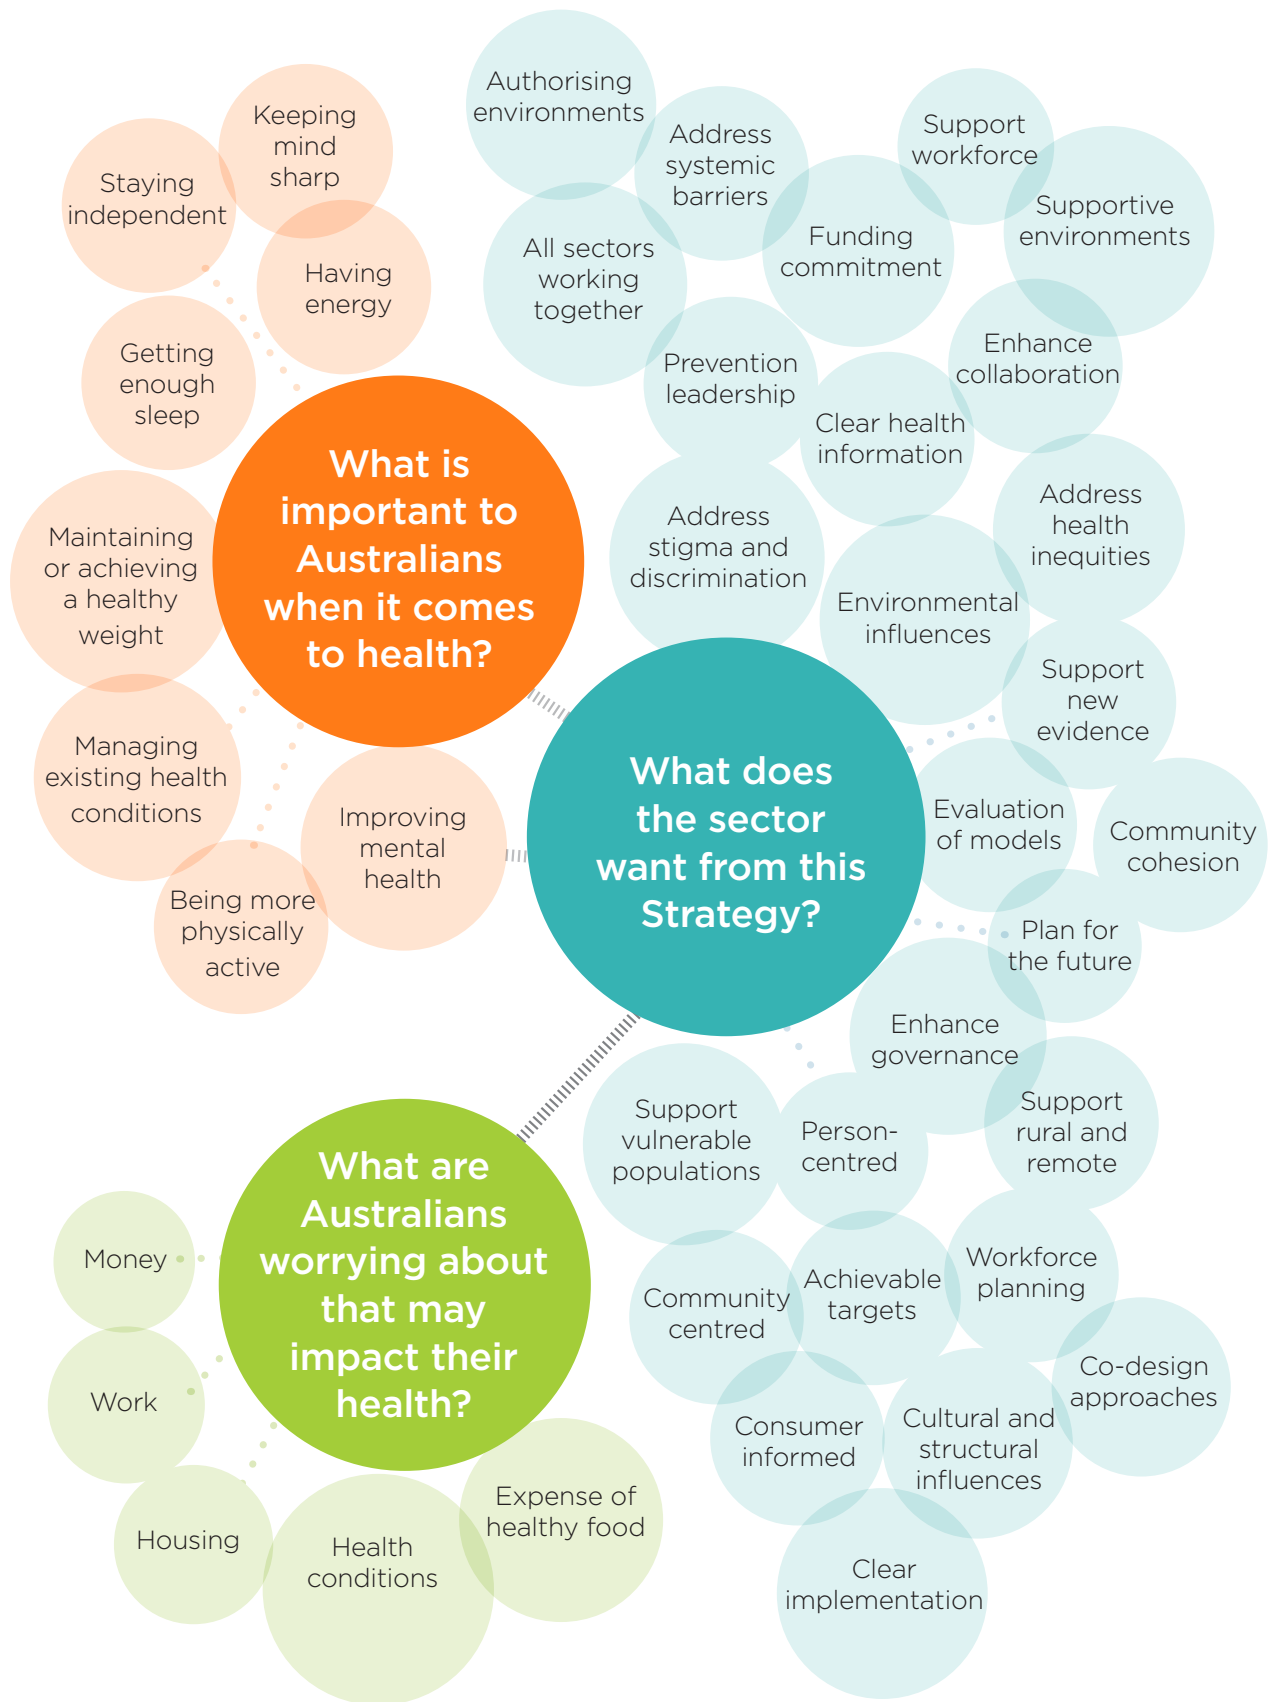 Keeping
mind
sharp
Staying
independent
Having
energy
Getting
enough
sleep
What is
important to
Australians
when it comes
to health?
Maintaining
or achieving
a healthy
weight
Managing
existing health
conditions
Improving
mental
health
Being more
physically
active
Authorising
environments
Address
systemic
barriers
Support
workforce
Supportive
environments
All sectors
working
together
Funding
commitment
Prevention
leadership
Enhance
collaboration
Clear health
information
Address
stigma and
discrimination
Address
health
inequities
Environmental
influences
Support
new
evidence
What does
the sector
want from this
Strategy?
Evaluation
of models
Community
cohesion
Plan for
the future
Enhance
governance
Support
vulnerable
populations
Person-
centred
Support
rural and
remote
Community
centred
Achievable
targets
Workforce
planning
Co-design
approaches
Consumer
informed
Cultural and
structural
influences
Clear
implementation
What are
Australians
worrying about
that may
impact their
health?
Money
Work
Housing
Health
conditions
Expense of
healthy food